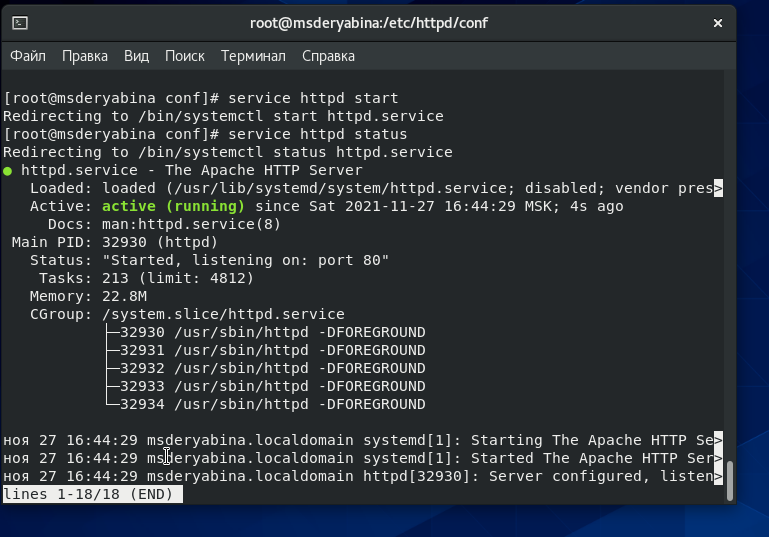 root@msderyabina:/etc/httpd/conf
Файл Правка Вид Поиск Терминал Справка
[root@msderyabina conf]# service httpd start
Redirecting to /bin/systemctl start httpd.service
[root@msderyabina conf]# service httpd status
Redirecting to /bin/systemctl status httpd.service
● httpd.service - The Apache HTTP Server
   Loaded: loaded (/usr/lib/systemd/system/httpd.service; disabled; vendor pres>
   Active: active (running) since Sat 2021-11-27 16:44:29 MSK; 4s ago
     Docs: man:httpd.service(8)
 Main PID: 32930 (httpd)
   Status: "Started, listening on: port 80"
    Tasks: 213 (limit: 4812)
   Memory: 22.8M
   CGroup: /system.slice/httpd.service
           ├─32930 /usr/sbin/httpd -DFOREGROUND
           ├─32931 /usr/sbin/httpd -DFOREGROUND
           ├─32932 /usr/sbin/httpd -DFOREGROUND
           ├─32933 /usr/sbin/httpd -DFOREGROUND
           └─32934 /usr/sbin/httpd -DFOREGROUND
ноя 27 16:44:29 msderyabina.localdomain systemd[1]: Starting The Apache HTTP Se>
ноя 27 16:44:29 msderyabina.localdomain systemd[1]: Started The Apache HTTP Ser>
ноя 27 16:44:29 msderyabina.localdomain httpd[32930]: Server configured, listen>
lines 1-18/18 (END)